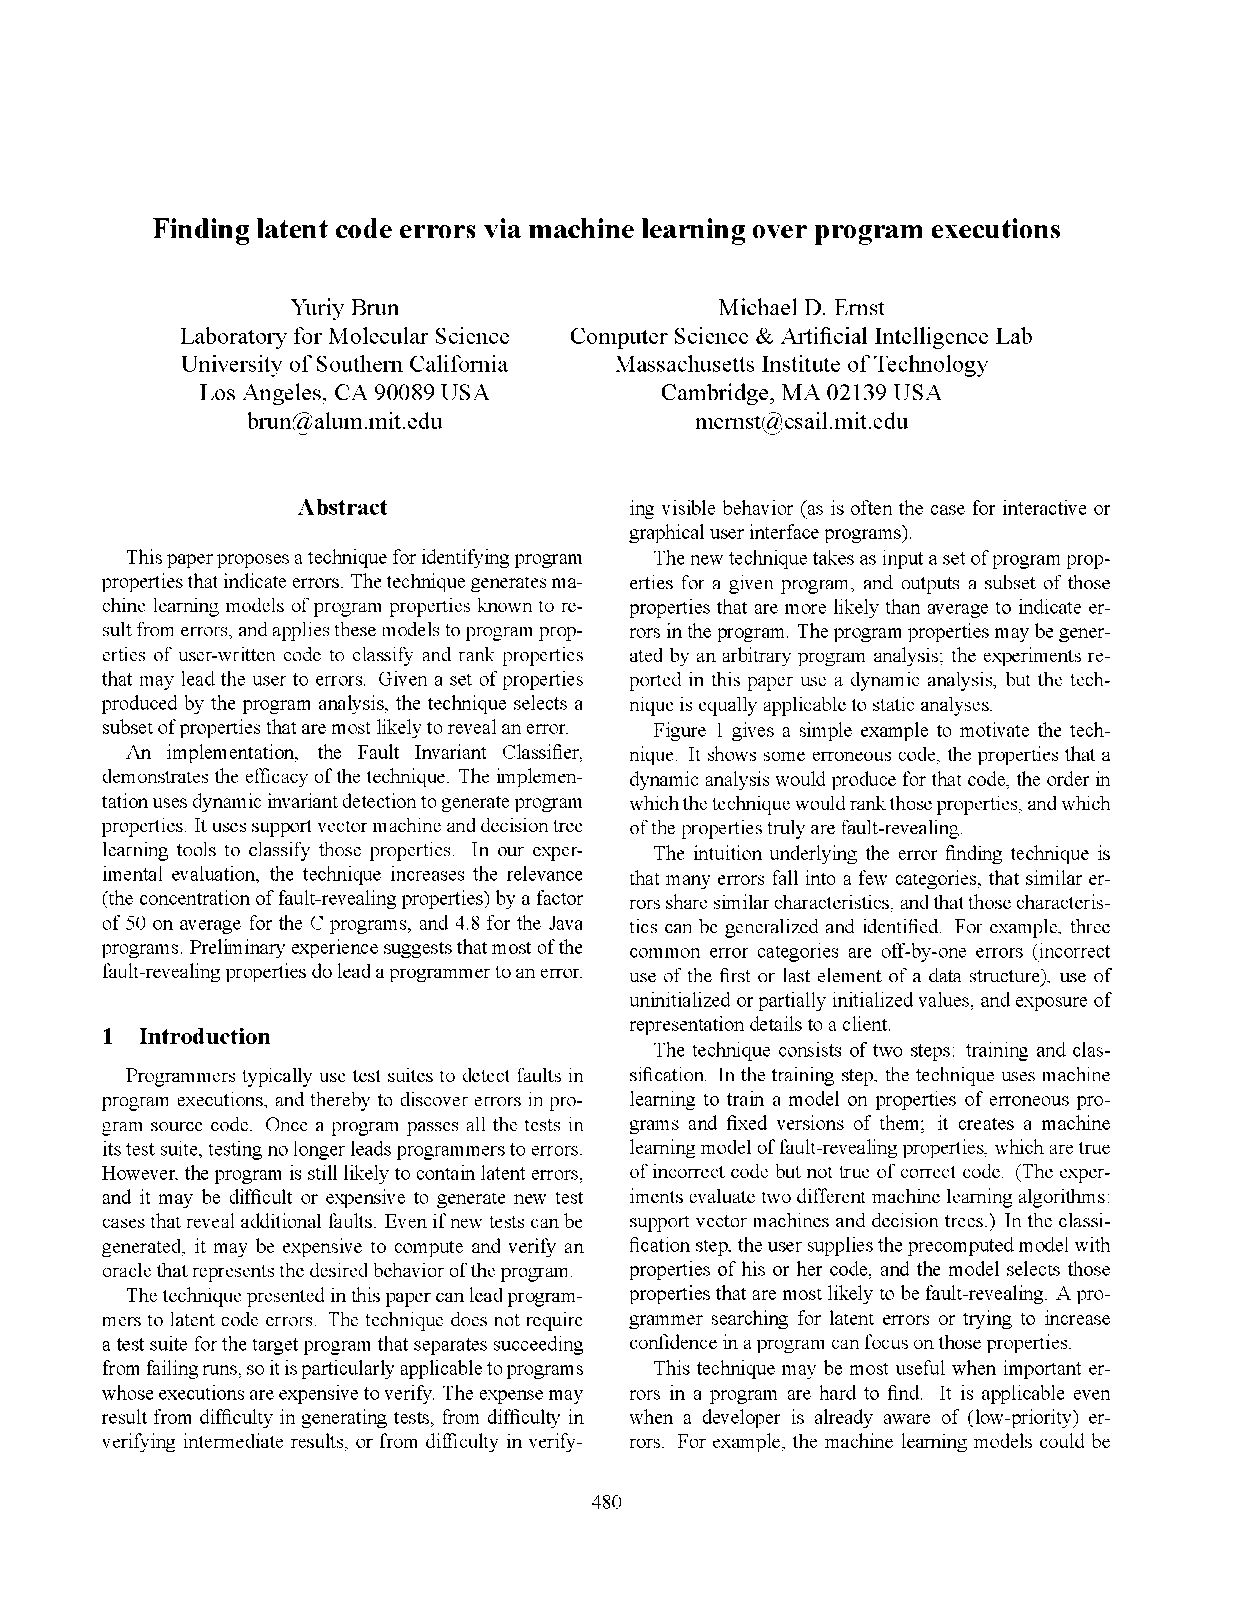 Finding latent code errors via machine learning over program executions
Yuriy Brun
Laboratory for Molecular Science
University of Southern California
Los Angeles, CA 90089 USA
brun@alum.mit.edu
Michael D. Ernst
Computer Science & Artificial Intelligence Lab
Massachusetts Institute of Technology
Cambridge, MA 02139 USA
mernst@csail.mit.edu
Abstract
This paper proposes a technique for identifying program
properties that indicate errors. The technique generates ma-
chine learning models of program properties known to re-
sult from errors, and applies these models to program prop-
erties of user-written code to classify and rank properties
that may lead the user to errors. Given a set of properties
produced by the program analysis, the technique selects a
subset of properties that are most likely to reveal an error.
An implementation, the Fault Invariant Classifier,
demonstrates the efficacy of the technique. The implemen-
tation uses dynamic invariant detection to generate program
properties. It uses support vector machine and decision tree
learning tools to classify those properties. In our exper-
imental evaluation, the technique increases the relevance
(the concentration of fault-revealing properties) by a factor
of 50 on average for the C programs, and 4.8 for the Java
programs. Preliminary experience suggests that most of the
fault-revealing properties do lead a programmer to an error.
1 Introduction
Programmers typically use test suites to detect faults in
program executions, and thereby to discover errors in pro-
gram source code. Once a program passes all the tests in
its test suite, testing no longer leads programmers to errors.
However, the program is still likely to contain latent errors,
and it may be difficult or expensive to generate new test
cases that reveal additional faults. Even if new tests can be
generated, it may be expensive to compute and verify an
oracle that represents the desired behavior of the program.
The technique presented in this paper can lead program-
mers to latent code errors. The technique does not require
a test suite for the target program that separates succeeding
from failing runs, so it is particularly applicable to programs
whose executions are expensive to verify. The expense may
result from difficulty in generating tests, from difficulty in
verifying intermediate results, or from difficulty in verify-
ing visible behavior (as is often the case for interactive or
graphical user interface programs).
The new technique takes as input a set of program prop-
erties for a given program, and outputs a subset of those
properties that are more likely than average to indicate er-
rors in the program. The program properties may be gener-
ated by an arbitrary program analysis; the experiments re-
ported in this paper use a dynamic analysis, but the tech-
nique is equally applicable to static analyses.
Figure 1 gives a simple example to motivate the tech-
nique. It shows some erroneous code, the properties that a
dynamic analysis would produce for that code, the order in
which the technique would rank those properties, and which
of the properties truly are fault-revealing.
The intuition underlying the error finding technique is
that many errors fall into a few categories, that similar er-
rors share similar characteristics, and that those characteris-
tics can be generalized and identified. For example, three
common error categories are off-by-one errors (incorrect
use of the first or last element of a data structure), use of
uninitialized or partially initialized values, and exposure of
representation details to a client.
The technique consists of two steps: training and clas-
sification. In the training step, the technique uses machine
learning to train a model on properties of erroneous pro-
grams and fixed versions of them; it creates a machine
learning model of fault-revealing properties, which are true
of incorrect code but not true of correct code. (The exper-
iments evaluate two different machine learning algorithms:
support vector machines and decision trees.) In the classi-
fication step, the user supplies the precomputed model with
properties of his or her code, and the model selects those
properties that are most likely to be fault-revealing. A pro-
grammer searching for latent errors or trying to increase
confidence in a program can focus on those properties.
This technique may be most useful when important er-
rors in a program are hard to find. It is applicable even
when a developer is already aware of (low-priority) er-
rors. For example, the machine learning models could be
480